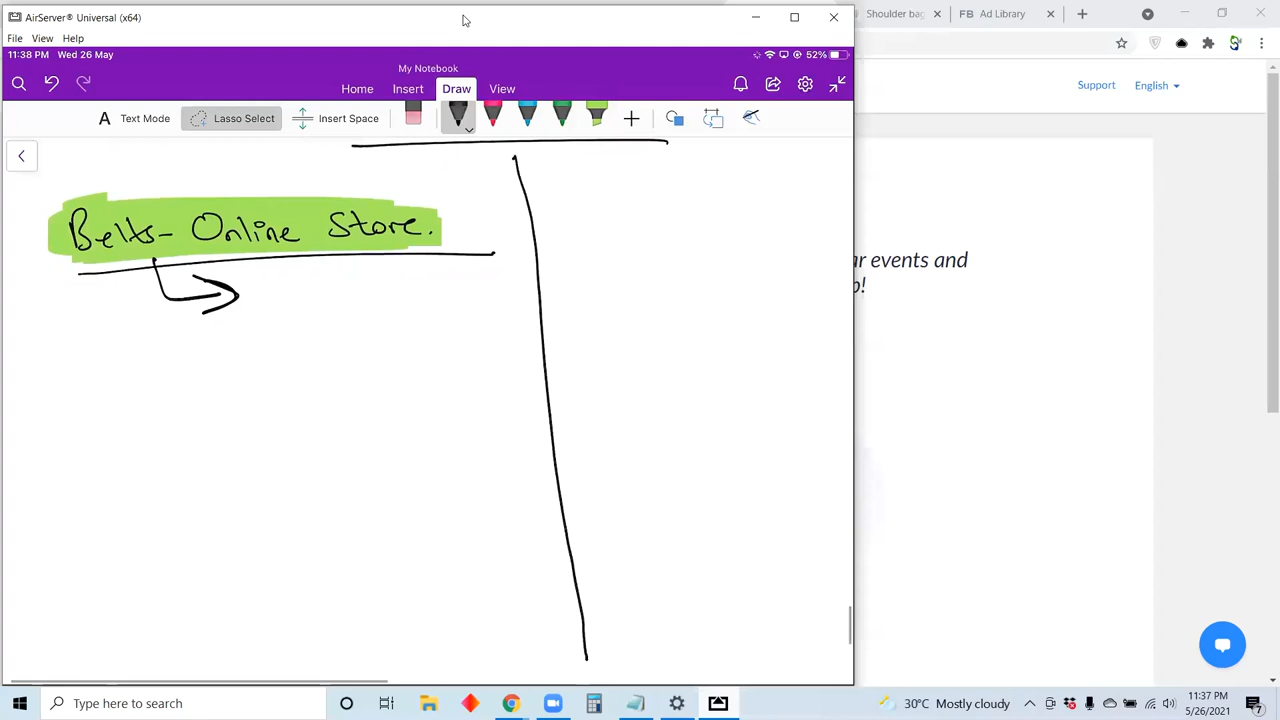 AirServer® Universal (x64)
Shoulder bag
Ad Library
File View Help
11:38 PM Wed 26 May
52%
My Notebook
Home Insert Draw View
Support English
Text Mode Lasso Select Insert Space
Belts- Online Store.
ar events and
p!
Type here to search
30°C Mostly cloudy
11:37 PM
5/26/2021
7